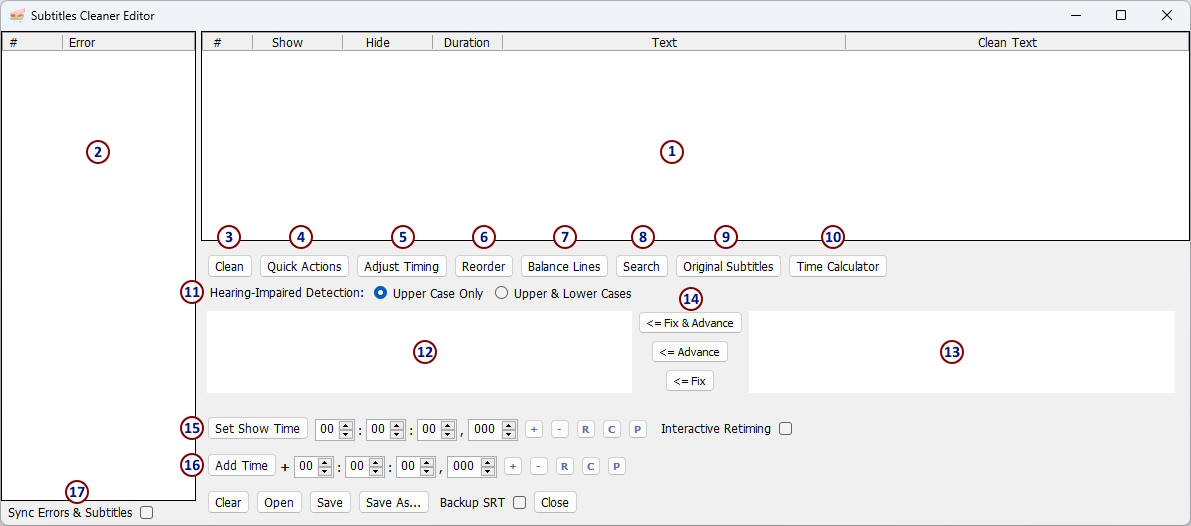 Subtitles Cleaner Editor
# Error
# Show Hide Duration Text Clean Text
2
1
3 4 5 6 7 8 9 10
Clean Quick Actions Adjust Timing Reorder Balance Lines Search Original Subtitles Time Calculator
11 Hearing-Impaired Detection: Upper Case Only Upper & Lower Cases
14
<= Fix & Advance
12 <= Advance 13
<= Fix
15 Set Show Time 00 : 00 : 00 , 000 + - R C P Interactive Retiming
16 Add Time + 00 : 00 : 00 , 000 + - R C P
17
Clear Open Save Save As... Backup SRT Close
Sync Errors & Subtitles